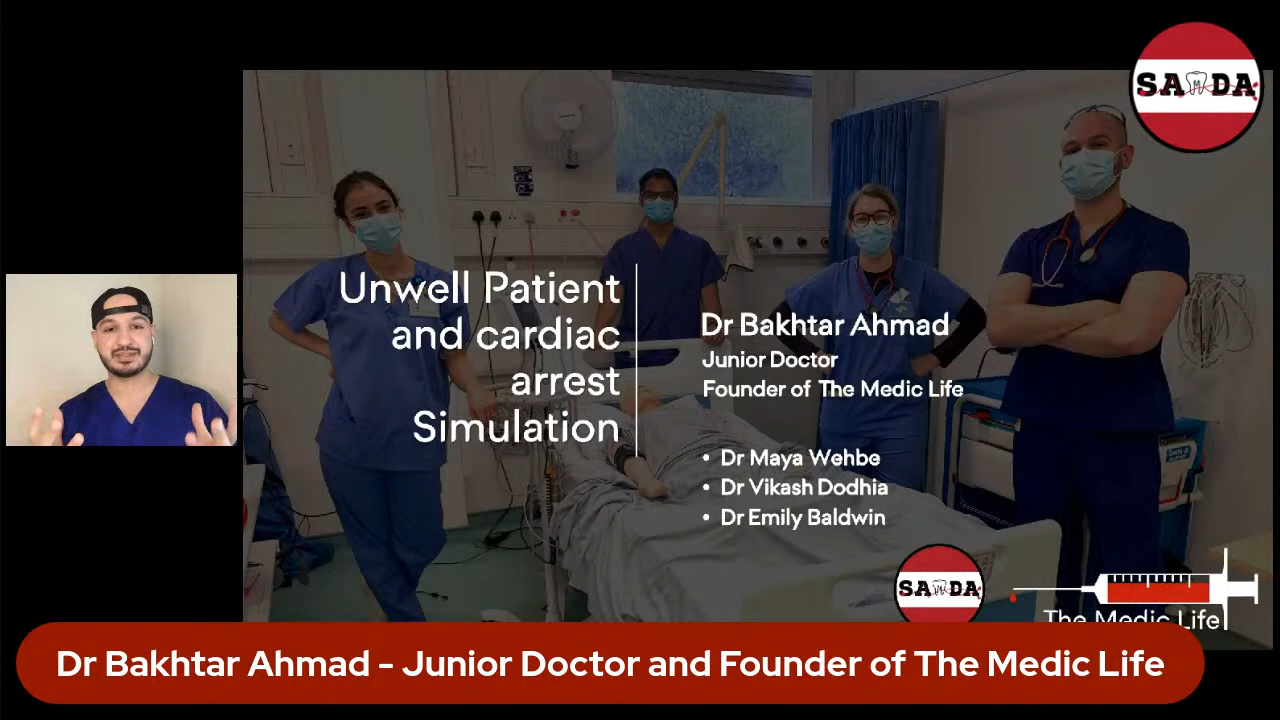 SAMDA
Unwell Patient
and cardiac
arrest
Simulation
Dr Bakhtar Ahmad
Junior Doctor
Founder of The Medic Life
• Dr Maya Wehbe
• Dr Vikash Dodhia
• Dr Emily Baldwin
SAMDA
The Medic Life
Dr Bakhtar Ahmad - Junior Doctor and Founder of The Medic Life